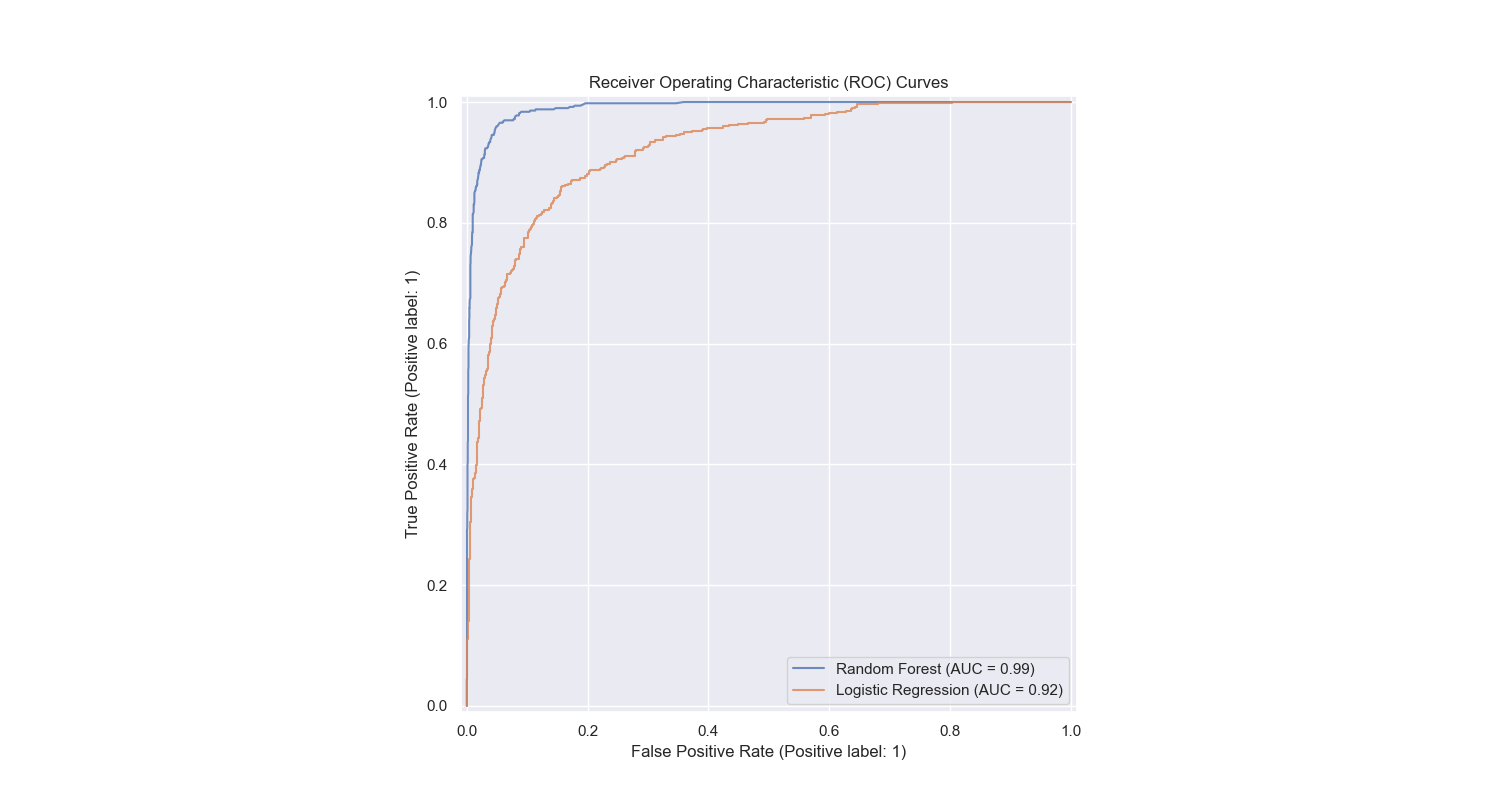 Receiver Operating Characteristic (ROC) Curves
1.0
0.8
0.6
0.4
0.2
0.0
True Positive Rate (Positive label: 1)
Random Forest (AUC = 0.99)
Logistic Regression (AUC = 0.92)
0.0 0.2 0.4 0.6 0.8 1.0
False Positive Rate (Positive label: 1)